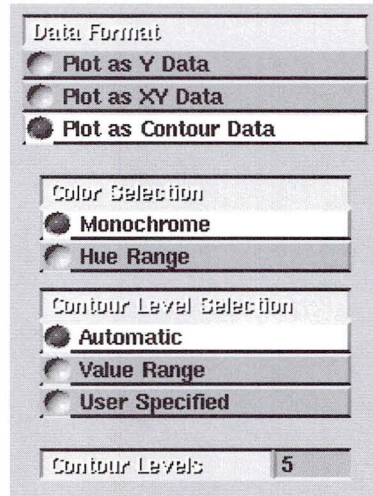 Data Format
Plot as Y Data
Plot as XY Data
Plot as Contour Data
Color Selection
Monochrome
Hue Range
Contour Level Selection
Automatic
Value Range
User Specified
Contour Levels 5